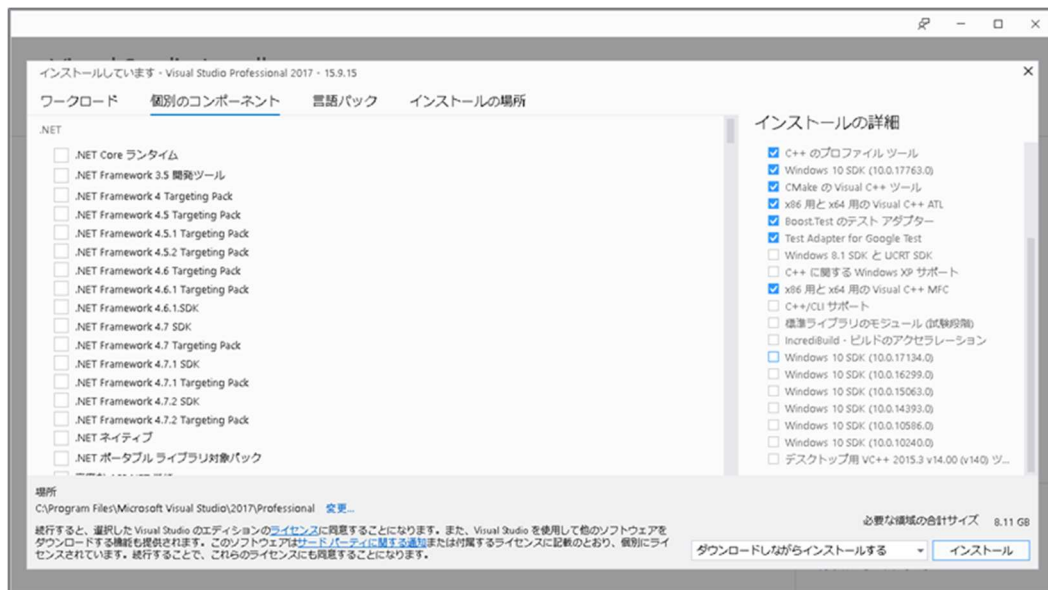 インストールしています - Visual Studio Professional 2017 - 15.9.15
ワークロード 個別のコンポーネント 言語パック インストールの場所
.NET
.NET Core ランタイム
.NET Framework 3.5 開発ツール
.NET Framework 4 Targeting Pack
.NET Framework 4.5 Targeting Pack
.NET Framework 4.5.1 Targeting Pack
.NET Framework 4.5.2 Targeting Pack
.NET Framework 4.6 Targeting Pack
.NET Framework 4.6.1 Targeting Pack
.NET Framework 4.6.1.SDK
.NET Framework 4.7 SDK
.NET Framework 4.7 Targeting Pack
.NET Framework 4.7.1 SDK
.NET Framework 4.7.1 Targeting Pack
.NET Framework 4.7.2 SDK
.NET Framework 4.7.2 Targeting Pack
.NET ネイティブ
.NET ポータブル ライブラリ対象パック
インストールの詳細
C++ のプロファイル ツール
Windows 10 SDK (10.0.17763.0)
CMake の Visual C++ ツール
x86 用と x64 用の Visual C++ ATL
Boost.Test のテスト アダプター
Test Adapter for Google Test
Windows 8.1 SDK と UCRT SDK
C++ に関する Windows XP サポート
x86 用と x64 用の Visual C++ MFC
C++/CLI サポート
標準ライブラリのモジュール (試験段階)
IncrediBuild - ビルドのアクセラレーション
Windows 10 SDK (10.0.17134.0)
Windows 10 SDK (10.0.16299.0)
Windows 10 SDK (10.0.15063.0)
Windows 10 SDK (10.0.14393.0)
Windows 10 SDK (10.0.10586.0)
Windows 10 SDK (10.0.10240.0)
デスクトップ用 VC++ 2015.3 v14.00 (v140) ツ...
場所
C:\Program Files\Microsoft Visual Studio\2017\Professional 変更...
続行すると、選択した Visual Studio のエディションのライセンスに同意することになります。また、Visual Studio を使用して他のソフトウェアを
ダウンロードする機能も提供されます。このソフトウェアはサード パーティに関する通知または付属するライセンスに記載のとおり、個別にライ
センスされています。続行することで、これらのライセンスにも同意することになります。
必要な領域の合計サイズ 8.11 GB
ダウンロードしながらインストールする インストール